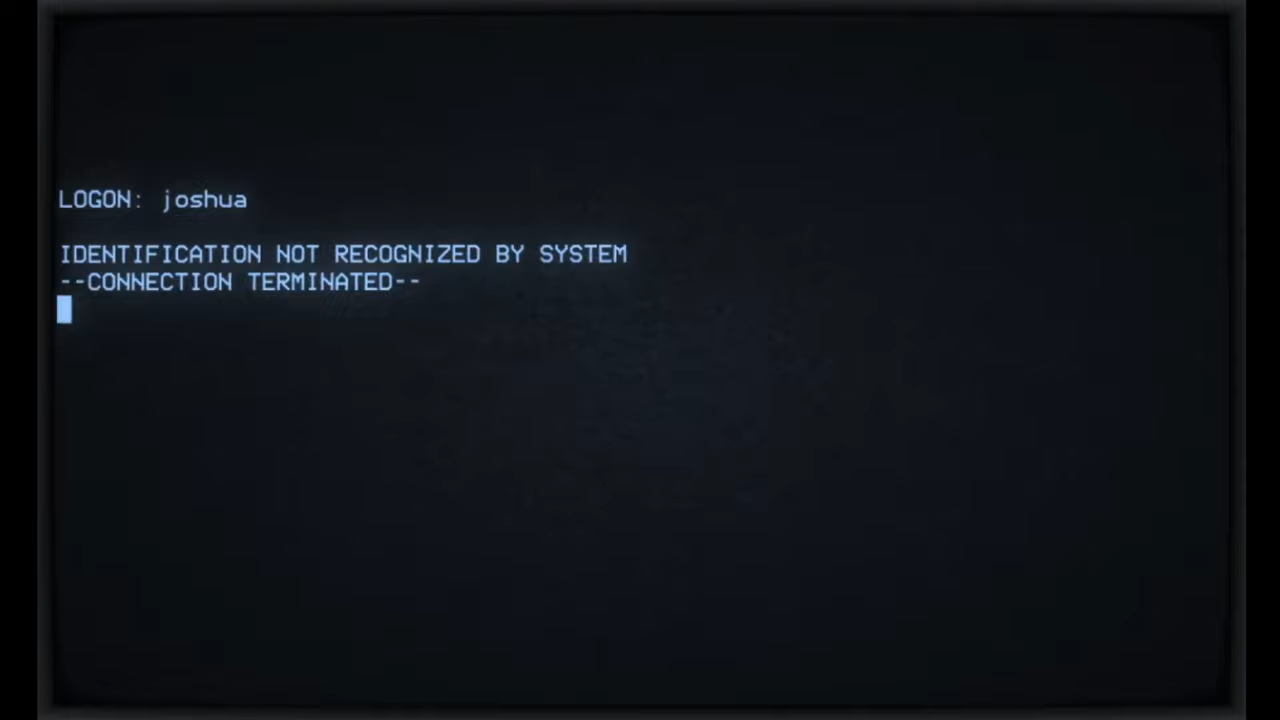 LOGON: joshua
IDENTIFICATION NOT RECOGNIZED BY SYSTEM
--CONNECTION TERMINATED--